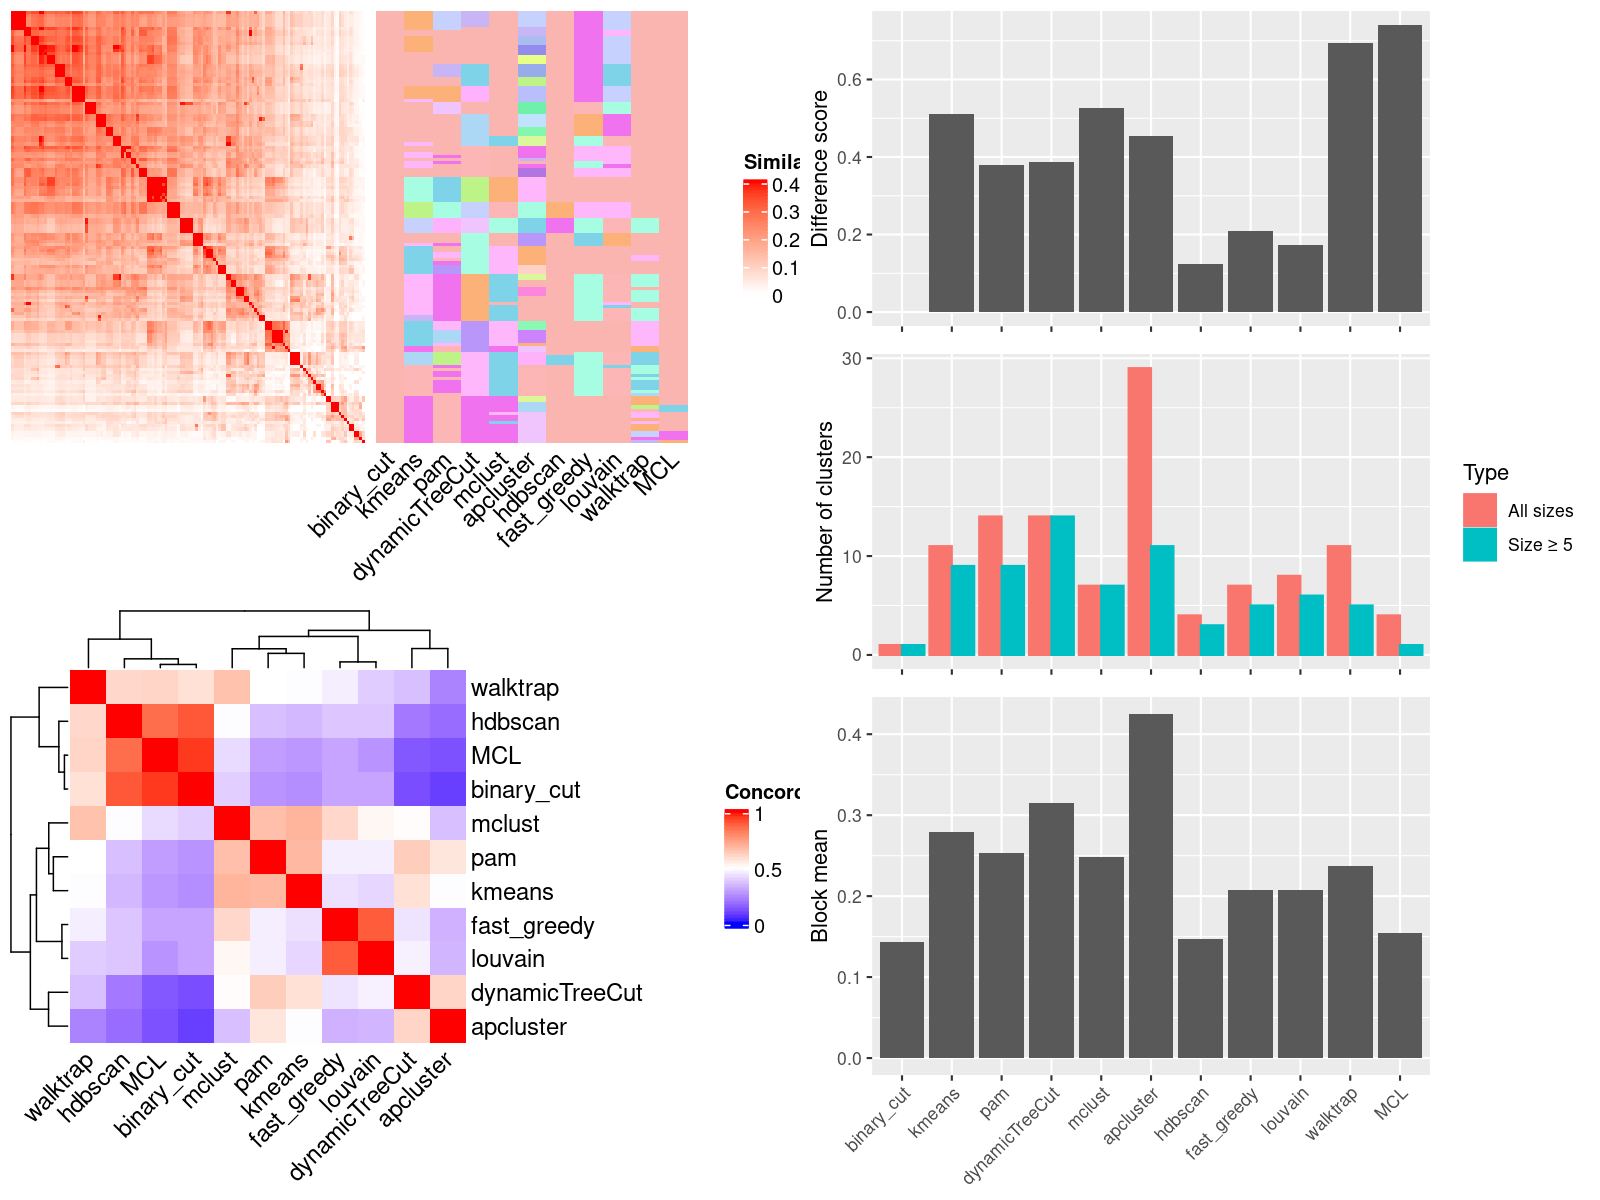 Simila
0.4
0.3
0.2
0.1
0
binary_cut
kmeans
pam
dynamicTreeCut
mclust
apcluster
hdbscan
fast_greedy
louvain
walktrap
MCL
Concord
1
0.5
0
walktrap
hdbscan
MCL
binary_cut
mclust
pam
kmeans
fast_greedy
louvain
dynamicTreeCut
apcluster
walktrap
hdbscan
MCL
binary_cut
mclust
pam
kmeans
fast_greedy
louvain
dynamicTreeCut
apcluster
Difference score
0.6
0.4
0.2
0.0
Number of clusters
30
20
10
0
Type
All sizes
Size ≥ 5
Block mean
0.4
0.3
0.2
0.1
0.0
binary_cut
kmeans
pam
dynamicTreeCut
mclust
apcluster
hdbscan
fast_greedy
louvain
walktrap
MCL